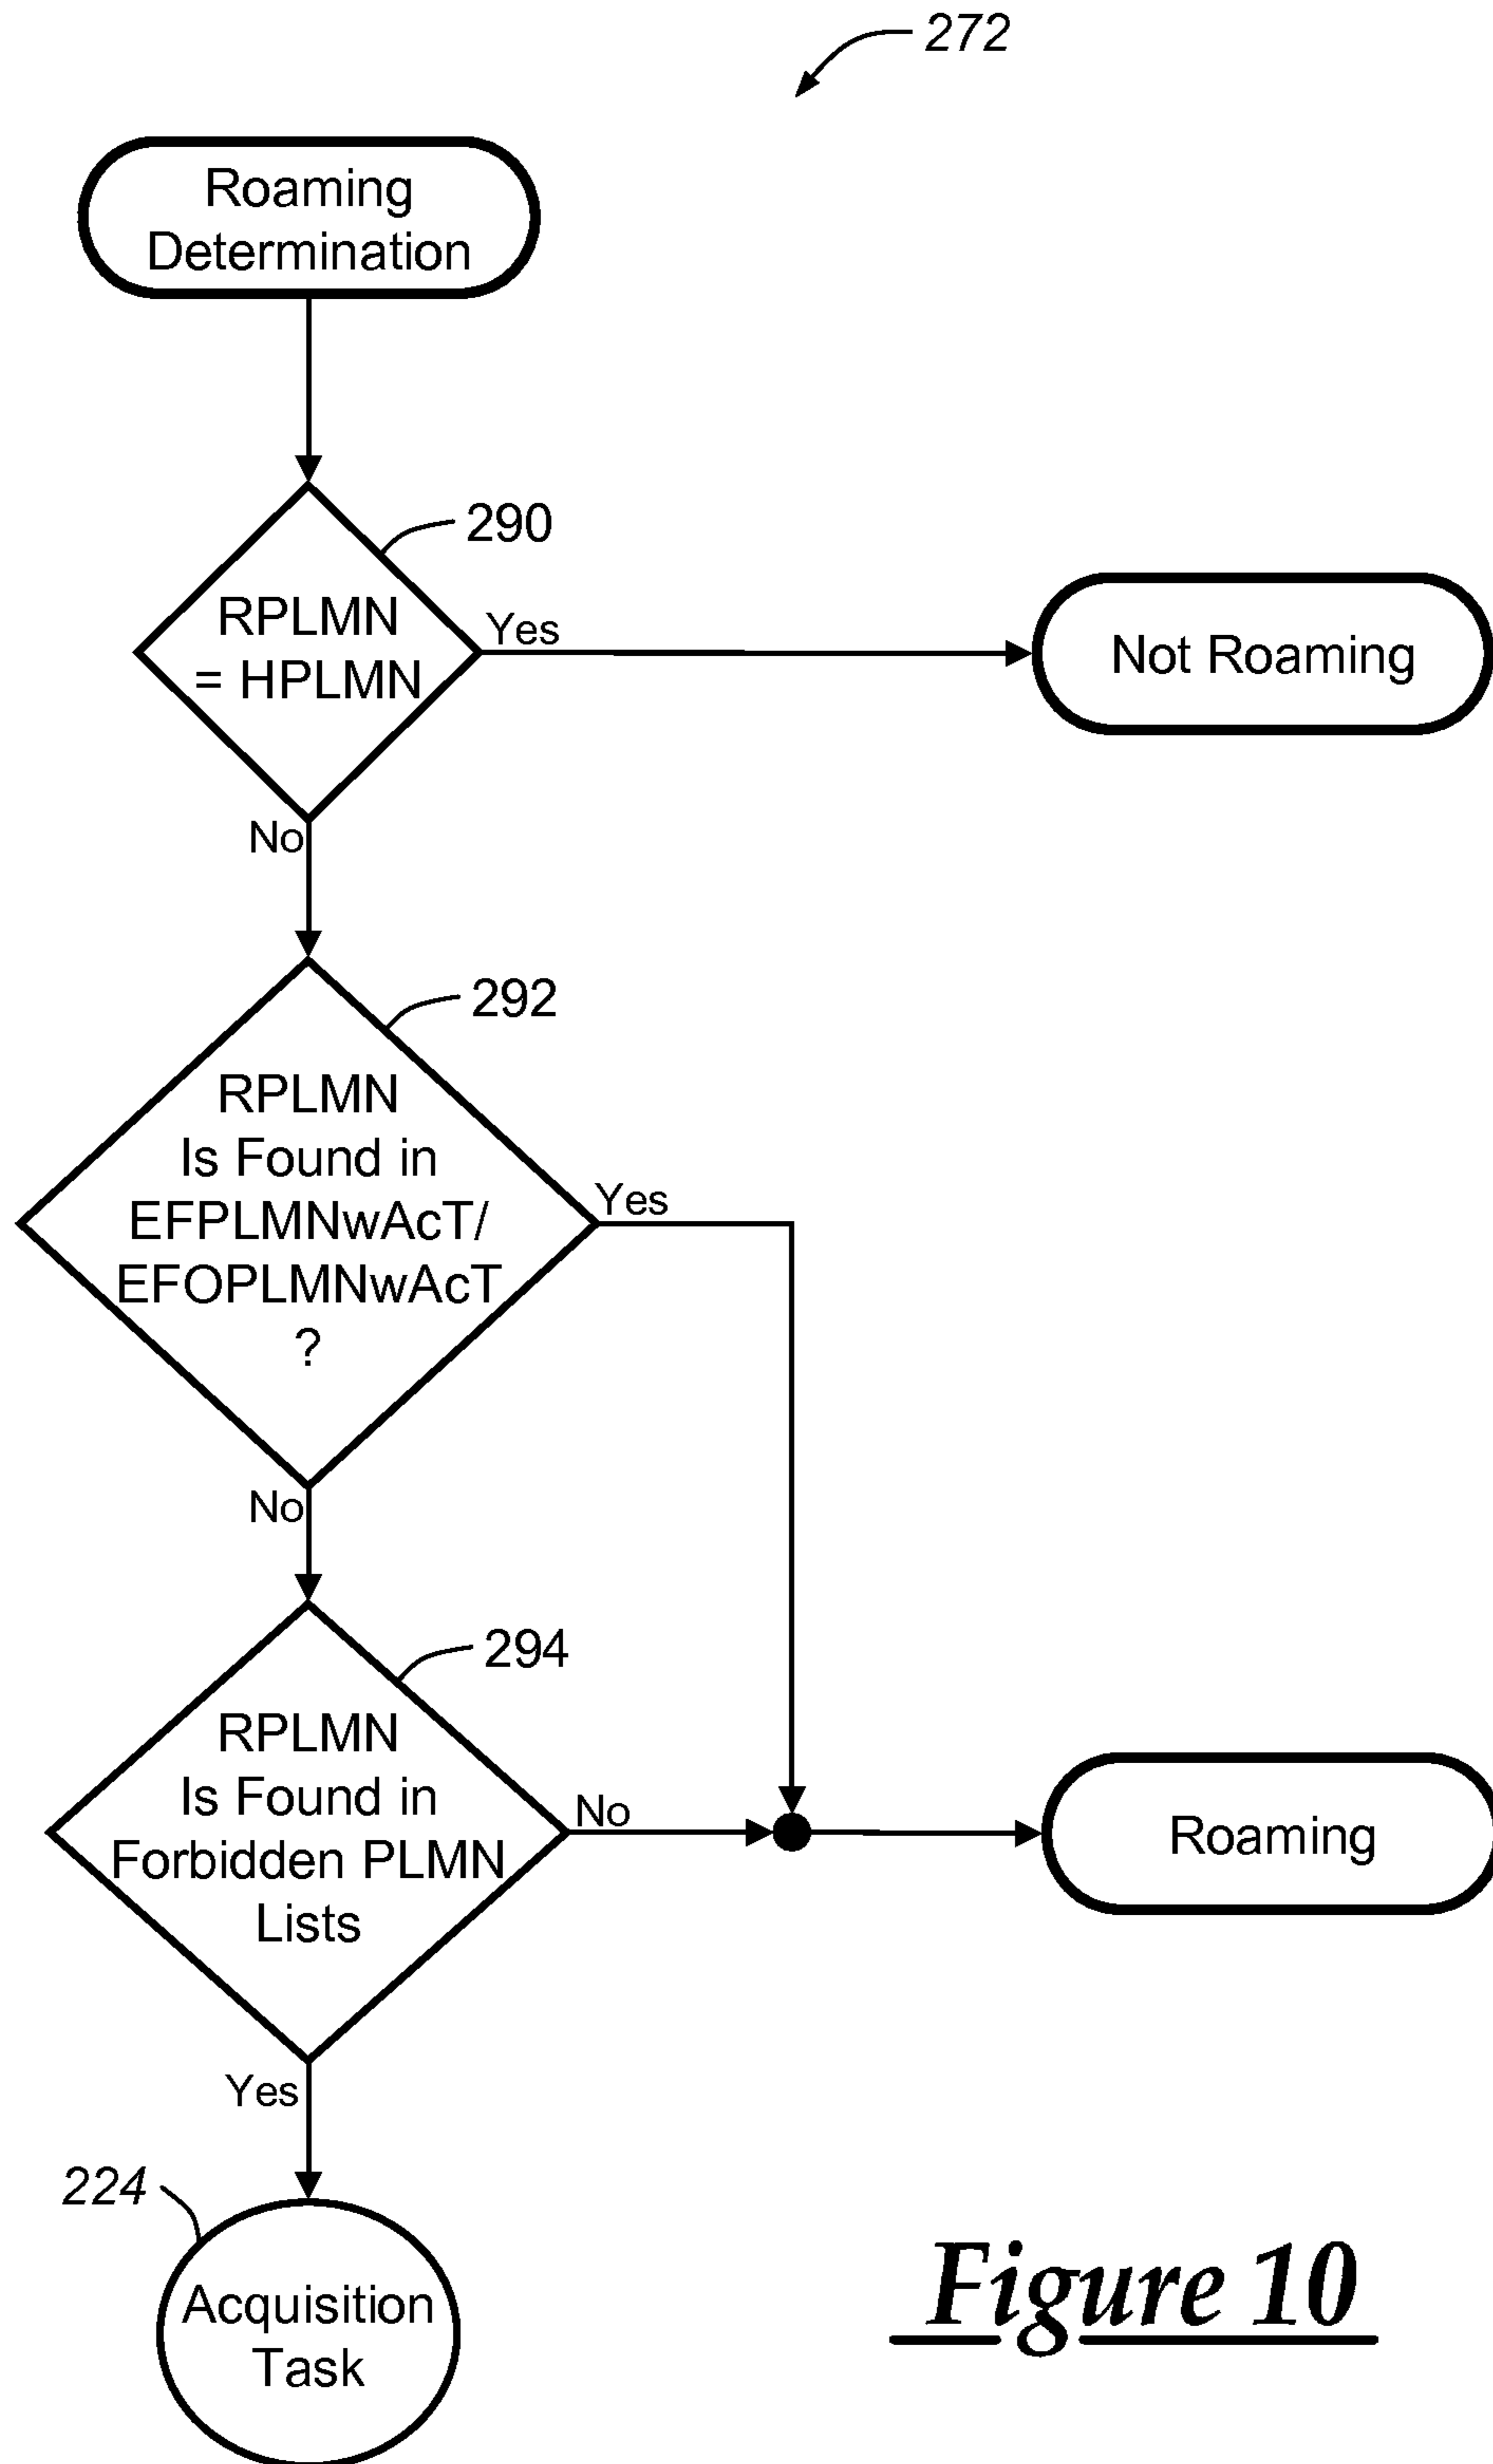 272
Roaming
Determination
290
RPLMN
= HPLMN
Yes
Not Roaming
No
292
RPLMN
Is Found in
EFPLMNwAcT/
EFOPLMNwAcT
?
Yes
No
294
RPLMN
Is Found in
Forbidden PLMN
Lists
No
Roaming
Yes
224
Acquisition
Task
Figure 10